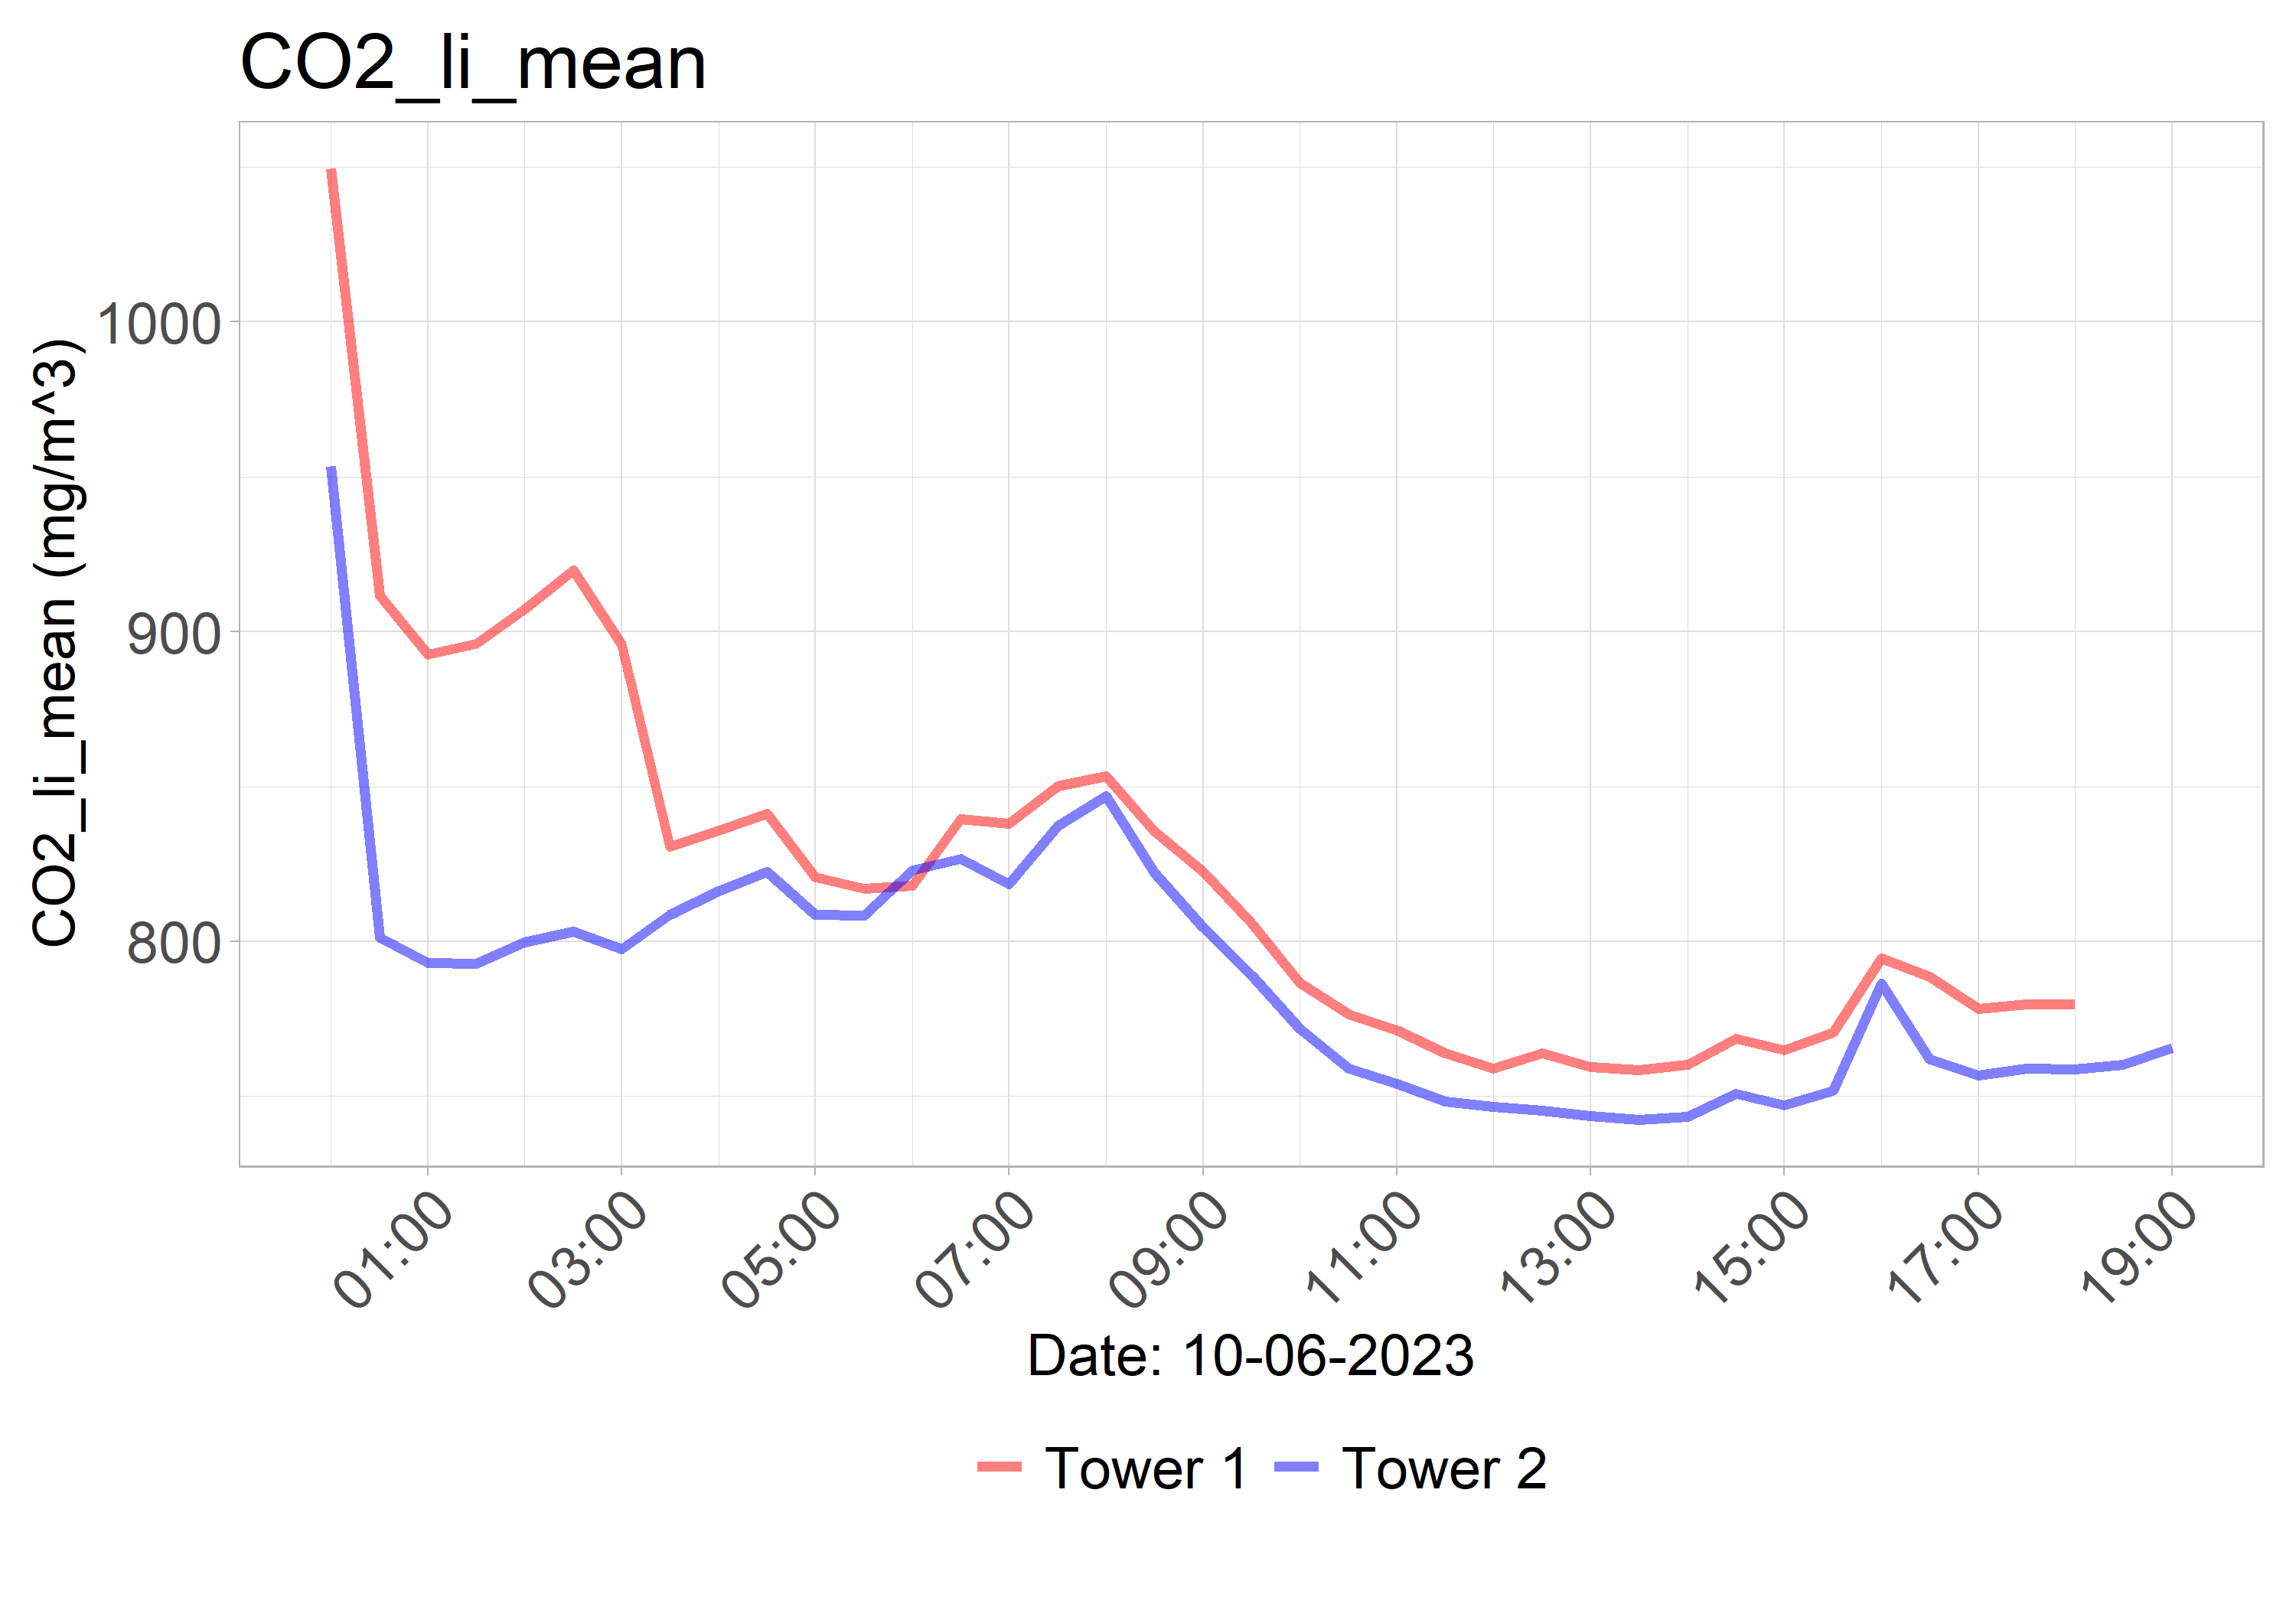 CO2_li_mean
CO2_li_mean (mg/m^3)
1000
900
800
01:00
03:00
05:00
07:00
09:00
11:00
13:00
15:00
17:00
19:00
Date: 10-06-2023
Tower 1
Tower 2